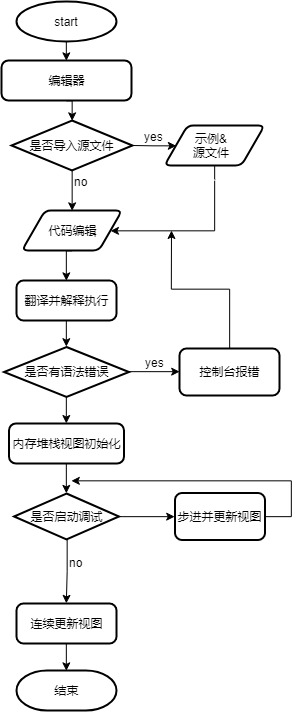 start
编辑器
是否导入源文件
yes
示例&
源文件
no
代码编辑
翻译并解释执行
是否有语法错误
yes
控制台报错
内存堆栈视图初始化
是否启动调试
步进并更新视图
no
连续更新视图
结束